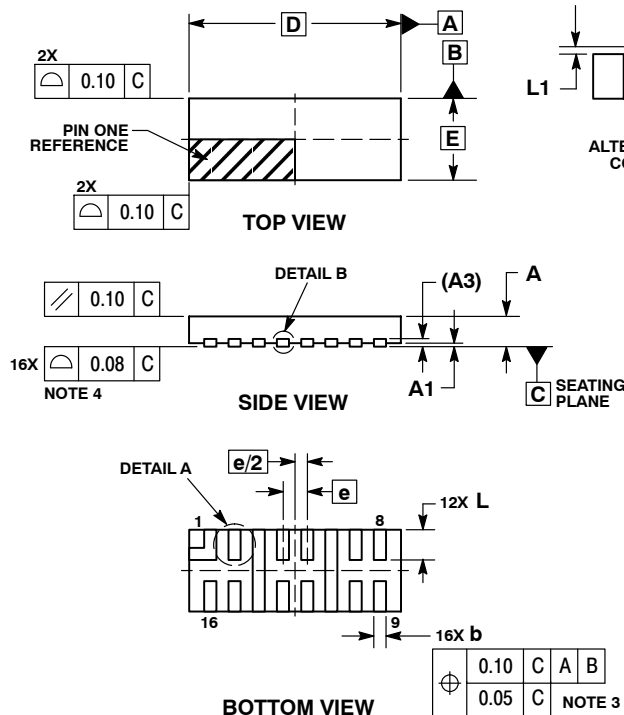 D
A
2X
⌓ 0.10 C
B
L1
PIN ONE
REFERENCE
E
ALTE
CO
2X
⌓ 0.10 C
TOP VIEW
DETAIL B
(A3)
A
// 0.10 C
16X ⌓ 0.08 C
NOTE 4
A1
C SEATING
PLANE
SIDE VIEW
e/2
DETAIL A
e
12X L
1
8
16
9
16X b
⌖ 0.10 C A B
0.05 C NOTE 3
BOTTOM VIEW